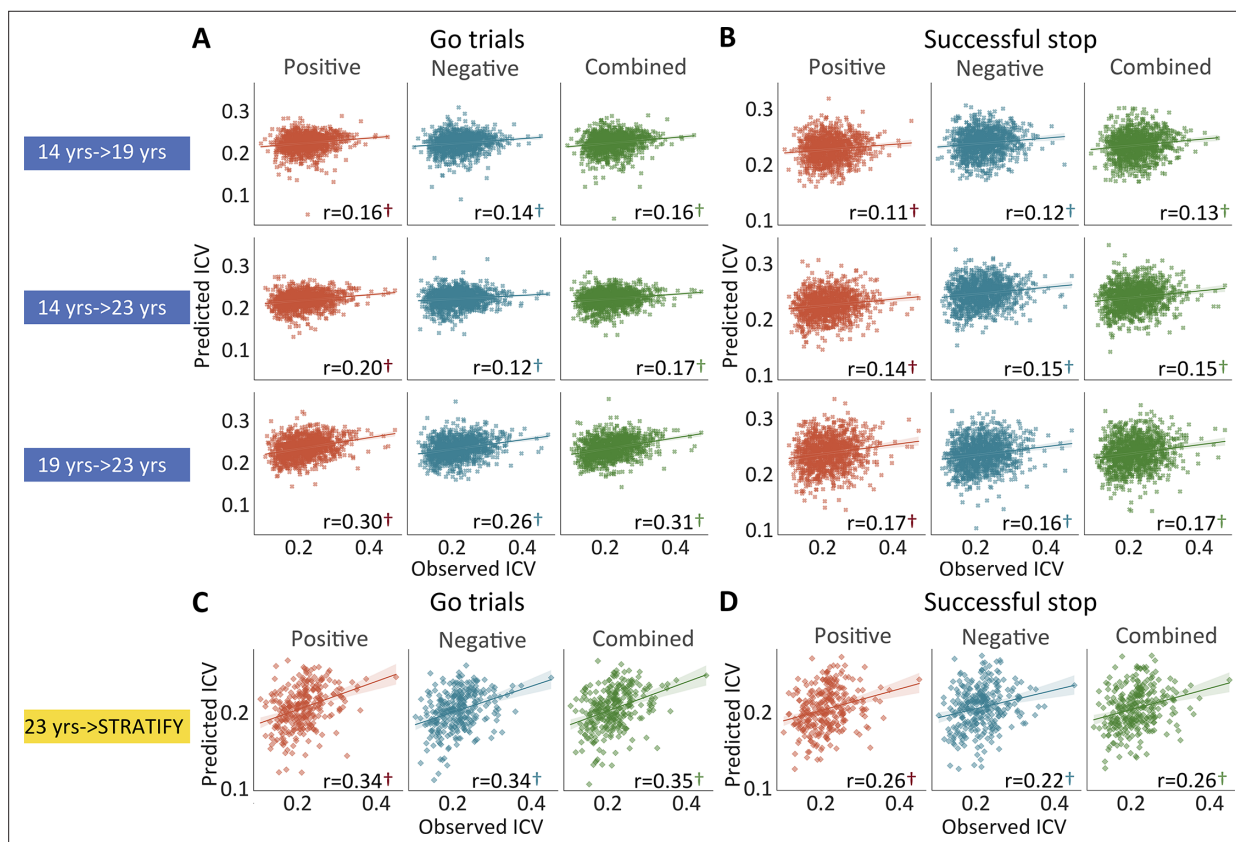 A Go trials B Successful stop
Positive Negative Combined Positive Negative Combined
14 yrs->19 yrs
0.3
0.2
0.1
r=0.16† r=0.14† r=0.16†
0.3
0.2
0.1
r=0.11† r=0.12† r=0.13†
14 yrs->23 yrs
Predicted ICV
0.3
0.2
0.1
r=0.20† r=0.12† r=0.17†
Predicted ICV
0.3
0.2
0.1
r=0.14† r=0.15† r=0.15†
19 yrs->23 yrs
0.3
0.2
0.1
r=0.30† r=0.26† r=0.31†
0.3
0.2
0.1
r=0.17† r=0.16† r=0.17†
0.2 0.4 0.2 0.4 0.2 0.4 0.2 0.4 0.2 0.4 0.2 0.4
Observed ICV Observed ICV
C Go trials D Successful stop
Positive Negative Combined Positive Negative Combined
23 yrs->STRATIFY
Predicted ICV
0.2
0.1
r=0.34† r=0.34† r=0.35†
Predicted ICV
0.2
0.1
r=0.26† r=0.22† r=0.26†
0.2 0.4 0.2 0.4 0.2 0.4 0.2 0.4 0.2 0.4 0.2 0.4
Observed ICV Observed ICV